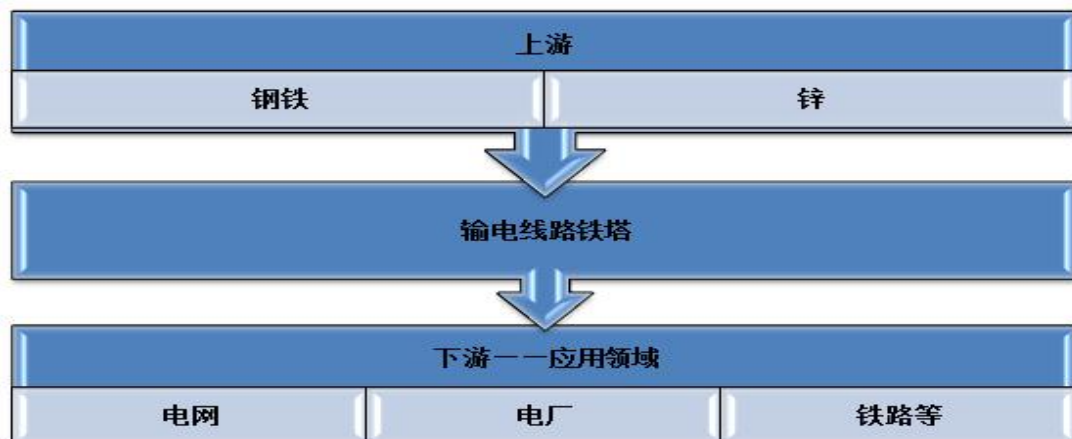 上游
钢铁 锌
输电线路铁塔
下游——应用领域
电网 电厂 铁路等